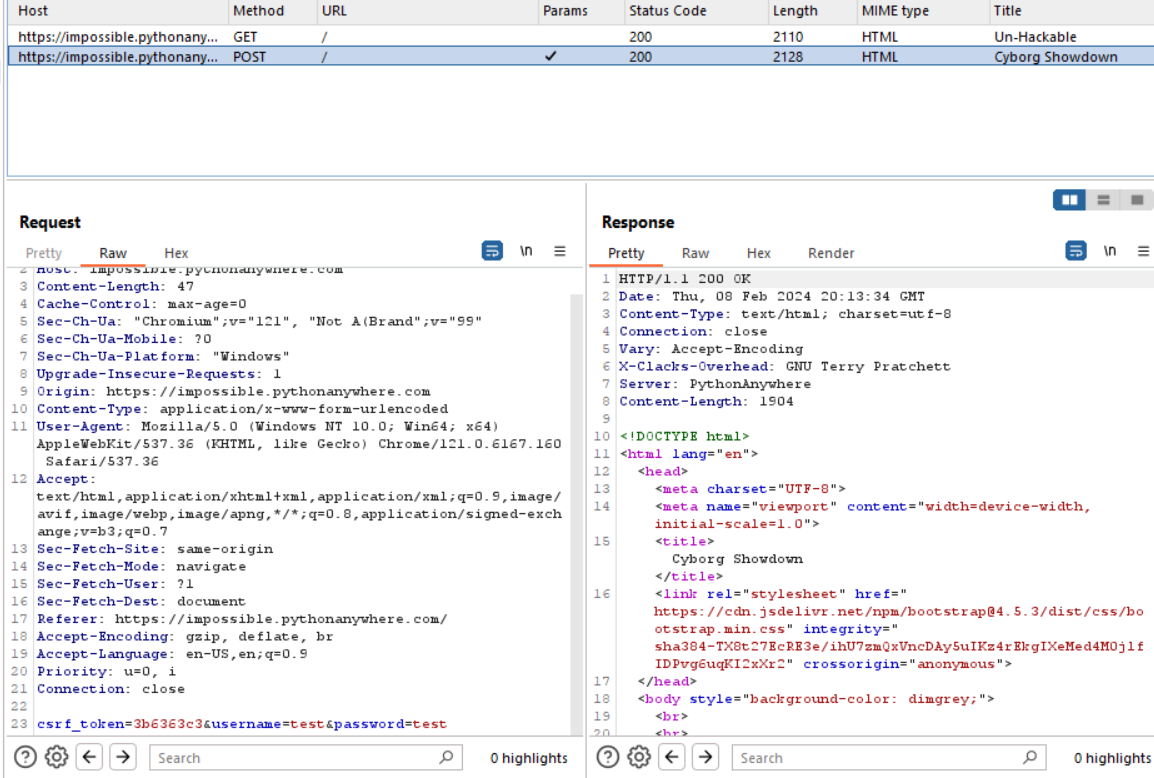 Host Method URL Params Status Code Length MIME type Title
https://impossible.pythonany... GET / 200 2110 HTML Un-Hackable
https://impossible.pythonany... POST / ✓ 200 2128 HTML Cyborg Showdown
Request
Pretty Raw Hex \n
2 Host: impossible.pythonanywhere.com
3 Content-Length: 47
4 Cache-Control: max-age=0
5 Sec-Ch-Ua: "Chromium";v="121", "Not A(Brand";v="99"
6 Sec-Ch-Ua-Mobile: ?0
7 Sec-Ch-Ua-Platform: "Windows"
8 Upgrade-Insecure-Requests: 1
9 Origin: https://impossible.pythonanywhere.com
10 Content-Type: application/x-www-form-urlencoded
11 User-Agent: Mozilla/5.0 (Windows NT 10.0; Win64; x64)
AppleWebKit/537.36 (KHTML, like Gecko) Chrome/121.0.6167.160
Safari/537.36
12 Accept:
text/html,application/xhtml+xml,application/xml;q=0.9,image/
avif,image/webp,image/apng,*/*;q=0.8,application/signed-exch
ange;v=b3;q=0.7
13 Sec-Fetch-Site: same-origin
14 Sec-Fetch-Mode: navigate
15 Sec-Fetch-User: ?1
16 Sec-Fetch-Dest: document
17 Referer: https://impossible.pythonanywhere.com/
18 Accept-Encoding: gzip, deflate, br
19 Accept-Language: en-US,en;q=0.9
20 Priority: u=0, i
21 Connection: close
22
23 csrf_token=3b6363c3&username=test&password=test
Search 0 highlights
Response
Pretty Raw Hex Render \n
1 HTTP/1.1 200 OK
2 Date: Thu, 08 Feb 2024 20:13:34 GMT
3 Content-Type: text/html; charset=utf-8
4 Connection: close
5 Vary: Accept-Encoding
6 X-Clacks-Overhead: GNU Terry Pratchett
7 Server: PythonAnywhere
8 Content-Length: 1904
9
10 <!DOCTYPE html>
11 <html lang="en">
12 <head>
13 <meta charset="UTF-8">
14 <meta name="viewport" content="width=device-width,
initial-scale=1.0">
15 <title>
Cyborg Showdown
</title>
16 <link rel="stylesheet" href="
https://cdn.jsdelivr.net/npm/bootstrap@4.5.3/dist/css/bo
otstrap.min.css" integrity="
sha384-TX8t27EcRE3e/ihU7zmQxVncDAy5uIKz4rEkgIXeMed4M0jlf
IDPvg6uqKI2xXr2" crossorigin="anonymous">
17 </head>
18 <body style="background-color: dimgrey;">
19 <br>
20 <br>
Search 0 highlights